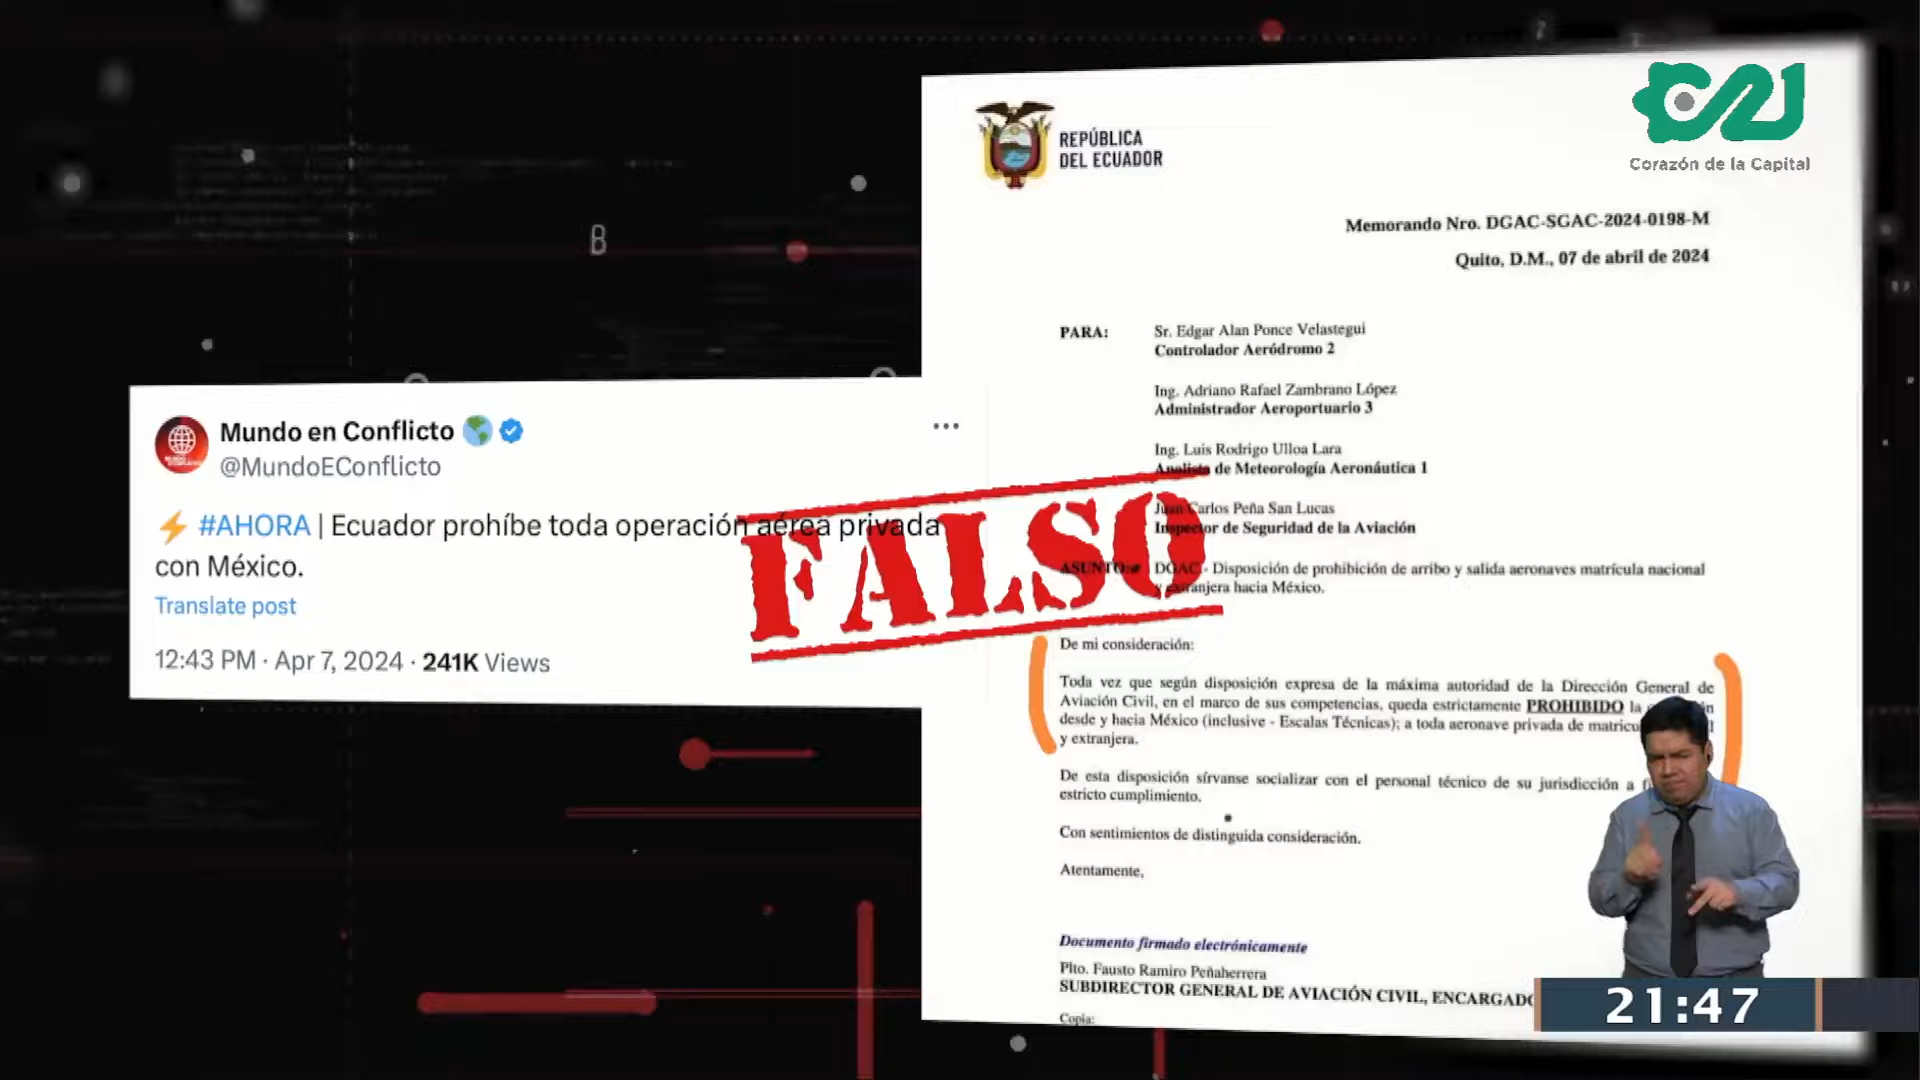 Mundo en Conflicto
@MundoEConflicto
#AHORA | Ecuador prohíbe toda operación aérea privada
con México.
Translate post
12:43 PM · Apr 7, 2024 · 241K Views
FALSO
REPÚBLICA
DEL ECUADOR
CORAZÓN
Corazón de la Capital
Memorando Nro. DGAC-SGAC-2024-0198-M
Quito, D.M., 07 de abril de 2024
PARA:
Sr. Edgar Alan Ponce Velastegui
Controlador Aeródromo 2
Ing. Adriano Rafael Zambrano López
Administrador Aeroportuario 3
Ing. Luis Rodrigo Ulloa Lara
Analista de Meteorología Aeronáutica 1
Juan Carlos Peña San Lucas
Inspector de Seguridad de la Aviación
ASUNTO: DGAC - Disposición de prohibición de arribo y salida aeronaves matrícula nacional
y extranjera hacia México.
De mi consideración:
Toda vez que según disposición expresa de la máxima autoridad de la Dirección General de
Aviación Civil, en el marco de sus competencias, queda estrictamente PROHIBIDO la
desde y hacia México (inclusive - Escalas Técnicas); a toda aeronave privada de
y extranjera.
De esta disposición sírvanse socializar con el personal técnico de su jurisdicción a
estricto cumplimiento.
Con sentimientos de distinguida consideración.
Atentamente,
Documento firmado electrónicamente
Plto. Fausto Ramiro Peñaherrera
SUBDIRECTOR GENERAL DE AVIACIÓN CIVIL, ENCARGADO
Copia:
21:47